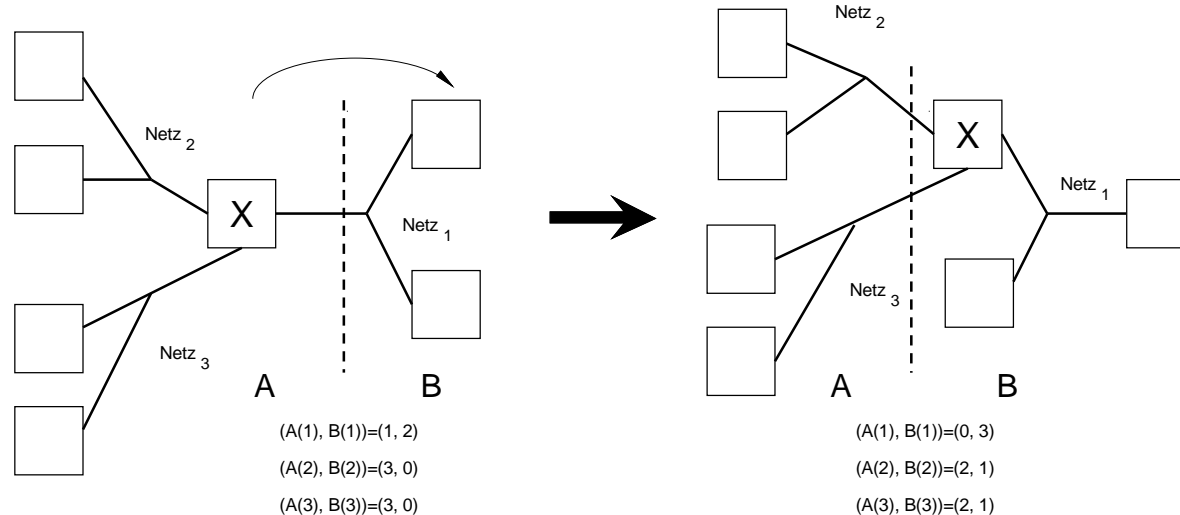 Netz 2
X
Netz 1
Netz 3
A
B
(A(1), B(1))=(1, 2)
(A(2), B(2))=(3, 0)
(A(3), B(3))=(3, 0)
Netz 2
X
Netz 1
Netz 3
A
B
(A(1), B(1))=(0, 3)
(A(2), B(2))=(2, 1)
(A(3), B(3))=(2, 1)